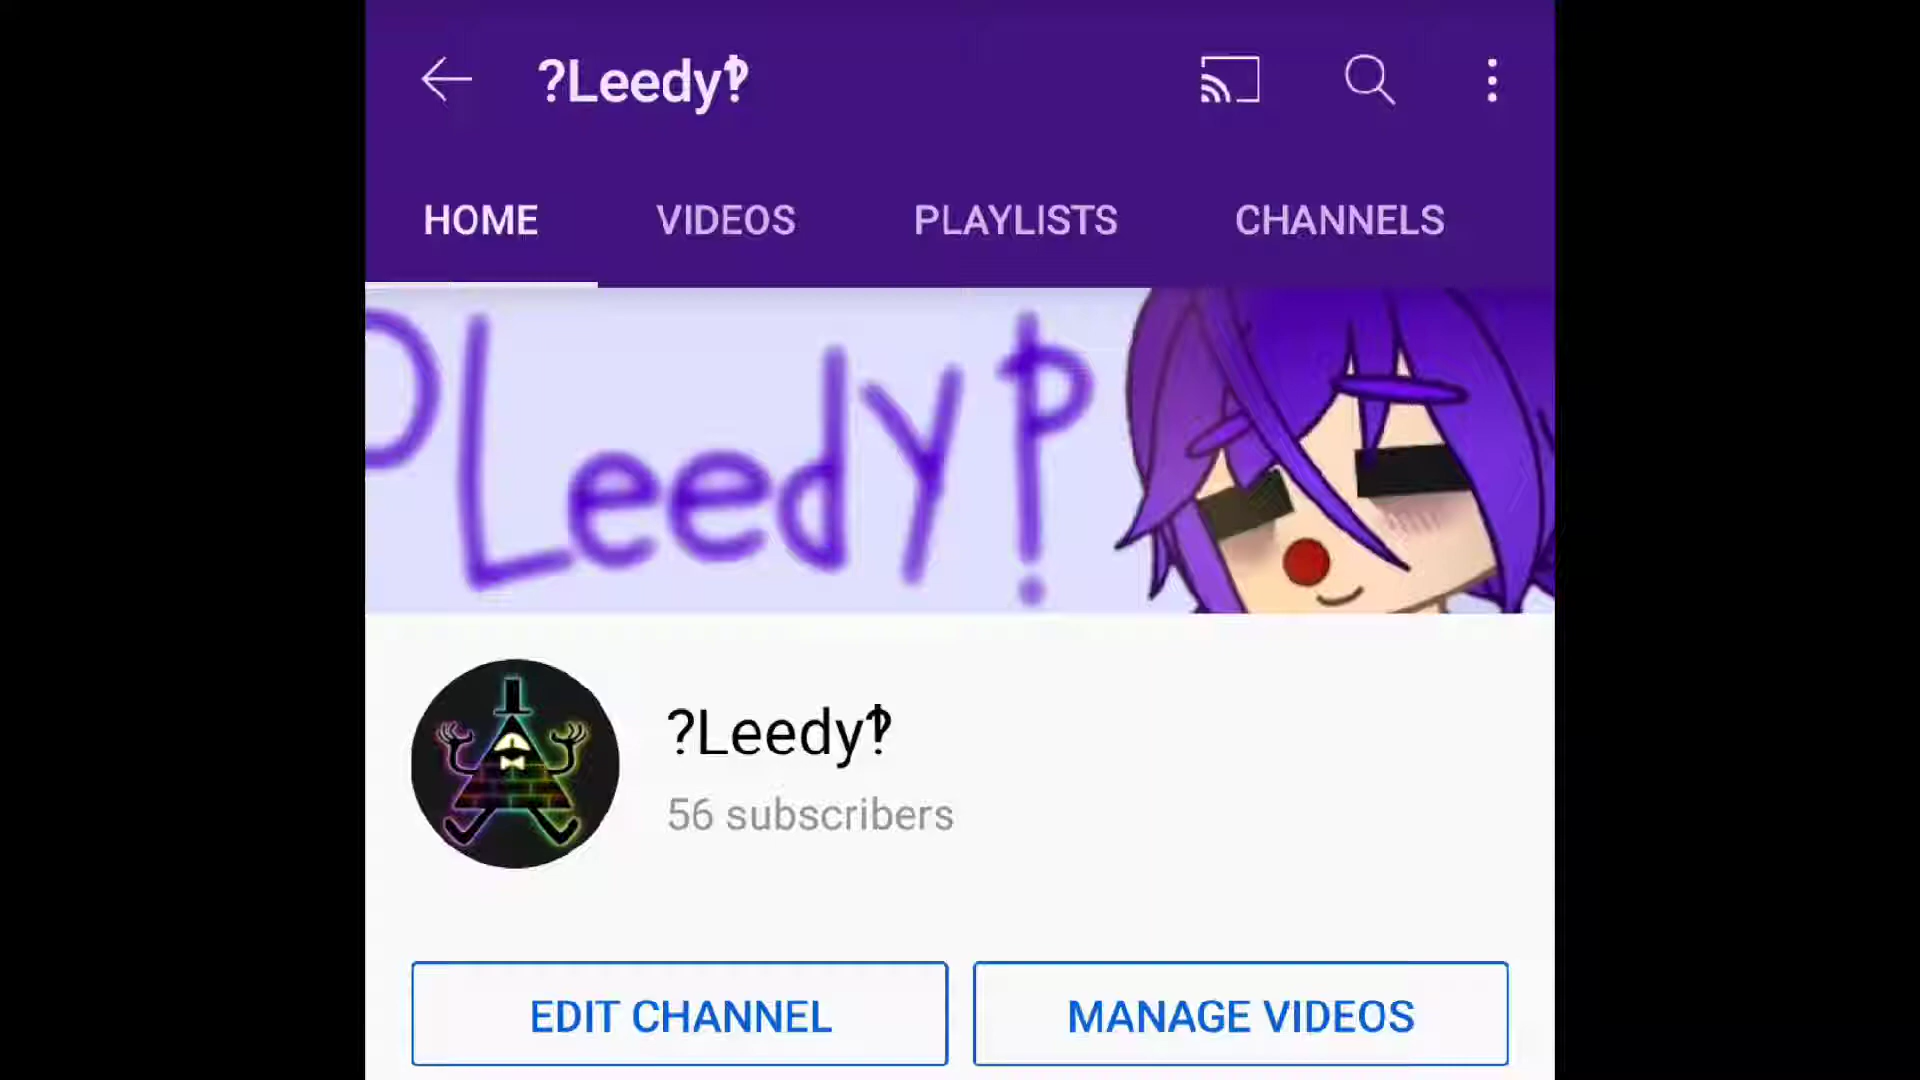 ?Leedy‽
HOME VIDEOS PLAYLISTS CHANNELS
?Leedy‽
?Leedy‽
56 subscribers
EDIT CHANNEL MANAGE VIDEOS